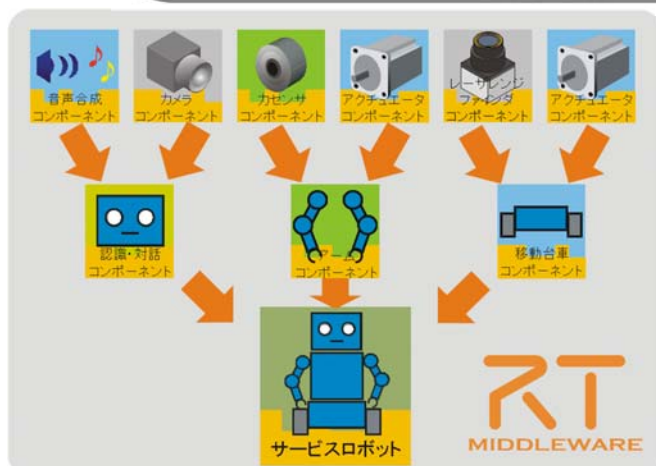 音声合成
コンポーネント
カメラ
コンポーネント
力センサ
コンポーネント
アクチュエータ
コンポーネント
レーザレンジ
ファインダ
コンポーネント
アクチュエータ
コンポーネント
認識・対話
コンポーネント
アーム
コンポーネント
移動台車
コンポーネント
サービスロボット
RT
MIDDLEWARE